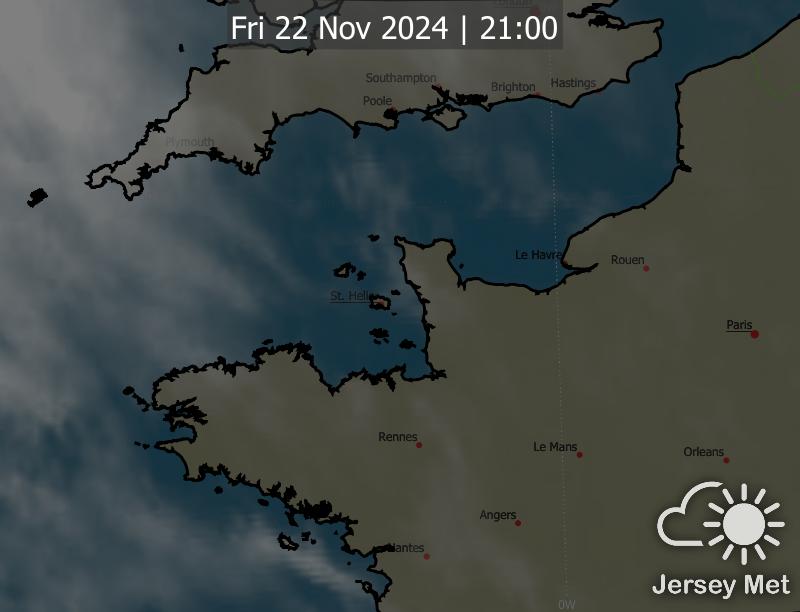 London
Fri 22 Nov 2024 | 21:00
Southampton
Brighton
Hastings
Poole
Plymouth
Le Havre
Rouen
St. Helier
Paris
Rennes
Le Mans
Orleans
Angers
Nantes
Jersey Met
0W